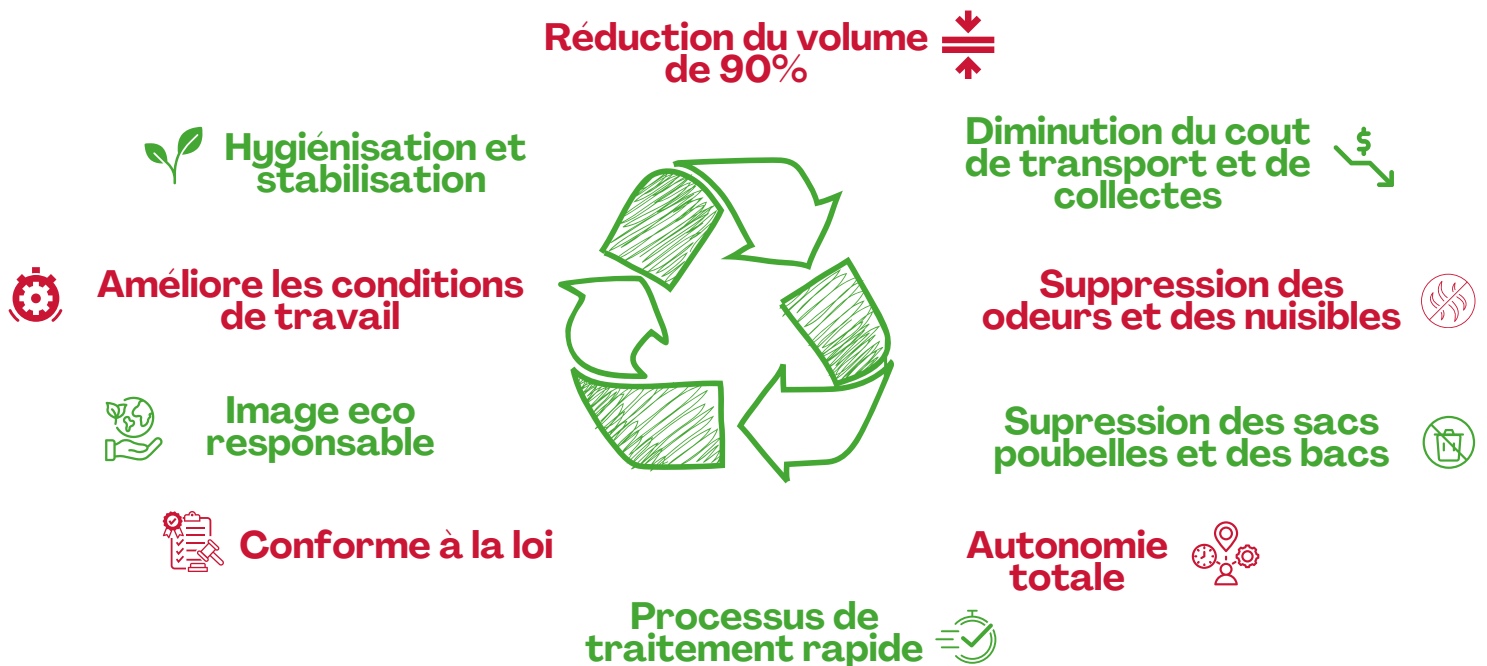 Réduction du volume
de 90%
Hygiénisation et
stabilisation
Diminution du cout
de transport et de
collectes
$
Améliore les conditions
de travail
Suppression des
odeurs et des nuisibles
Image eco
responsable
Supression des sacs
poubelles et des bacs
Conforme à la loi
Autonomie
totale
Processus de
traitement rapide